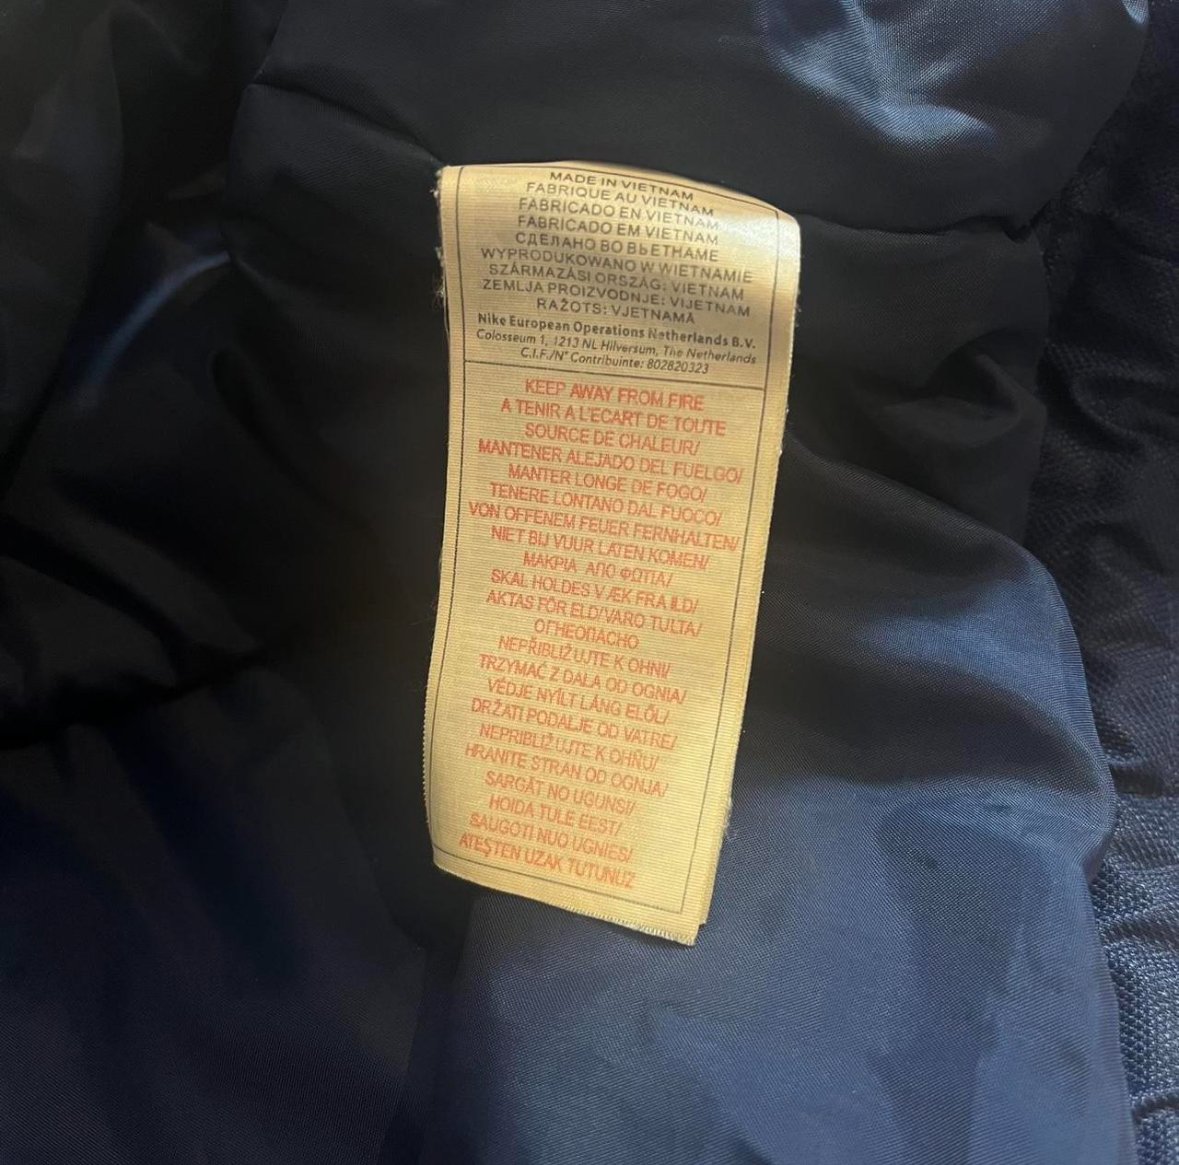 MADE IN VIETNAM
FABRIQUE AU VIETNAM
FABRICADO EN VIETNAM
FABRICADO EM VIETNAM
СДЕЛАНО ВО ВЬЕТНАМЕ
WYPRODUKOWANO W WIETNAMIE
SZÁRMAZÁSI ORSZÁG: VIETNAM
ZEMLJA PROIZVODNJE: VIJETNAM
RAŽOTS: VJETNAMĀ
Nike European Operations Netherlands B.V.
Colosseum 1, 1213 NL Hilversum, The Netherlands
C.I.F./N° Contribuinte: 802820323
KEEP AWAY FROM FIRE
A TENIR A L'ECART DE TOUTE
SOURCE DE CHALEUR/
MANTENER ALEJADO DEL FUELGO/
MANTER LONGE DE FOGO/
TENERE LONTANO DAL FUOCO/
VON OFFENEM FEUER FERNHALTEN/
NIET BIJ VUUR LATEN KOMEN/
ΜΑΚΡΙΑ ΑΠΟ ΦΩΤΙΑ/
SKAL HOLDES VÆK FRA ILD/
AKTAS FÖR ELD/VARO TULTA/
ОГНЕОПАСНО
NEPŘIBLIŽUJTE K OHNI/
TRZYMAĆ Z DALA OD OGNIA/
VÉDJE NYÍLT LÁNG ELŐL/
DRŽATI PODALJE OD VATRE/
NEPRIBLIŽUJTE K OHŇU/
HRANITE STRAN OD OGNJA/
SARGĀT NO UGUNSI/
HOIDA TULE EEST/
SAUGOTI NUO UGNIES/
ATEŞTEN UZAK TUTUNUZ